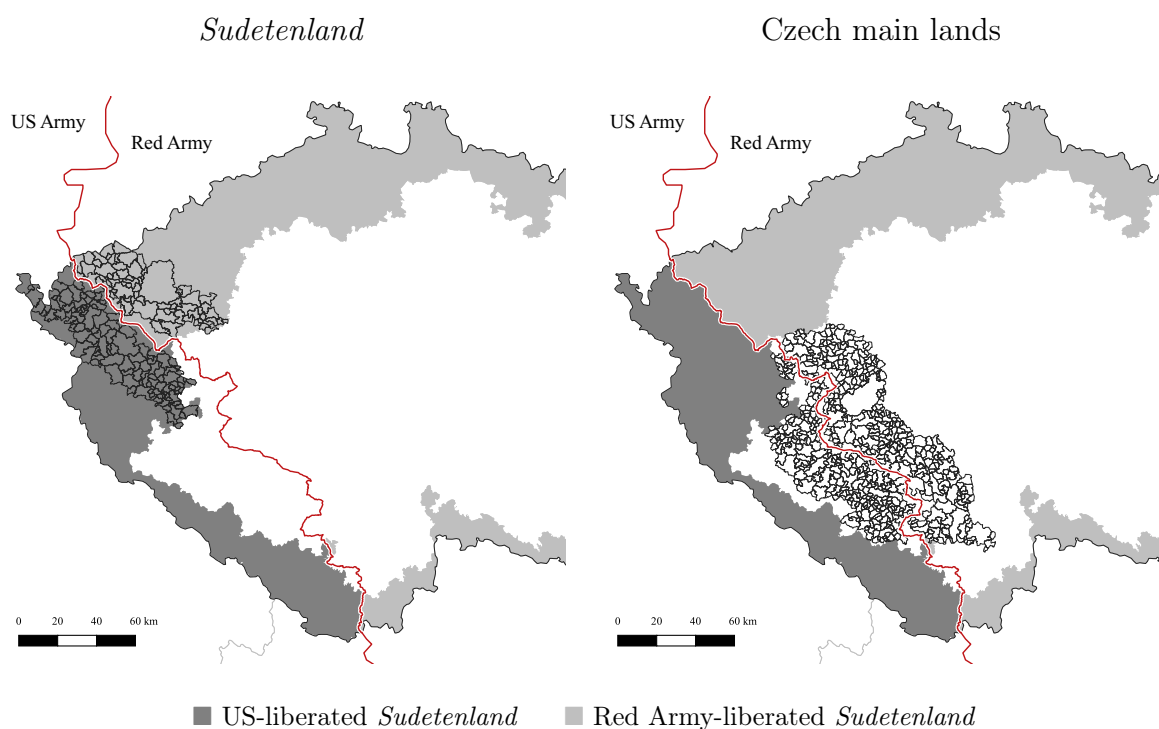 Sudetenland
Czech main lands
US Army
Red Army
US Army
Red Army
0 20 40 60 km
0 20 40 60 km
US-liberated Sudetenland
Red Army-liberated Sudetenland